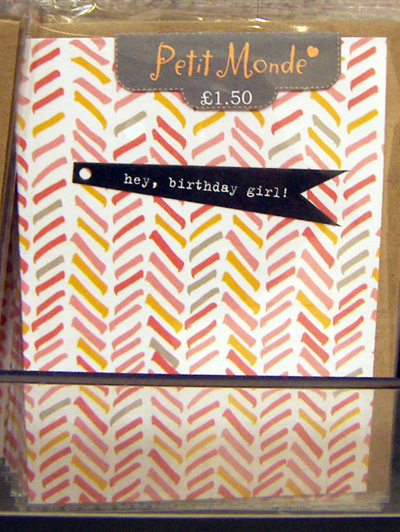 Petit Monde
£1.50
hey, birthday girl!